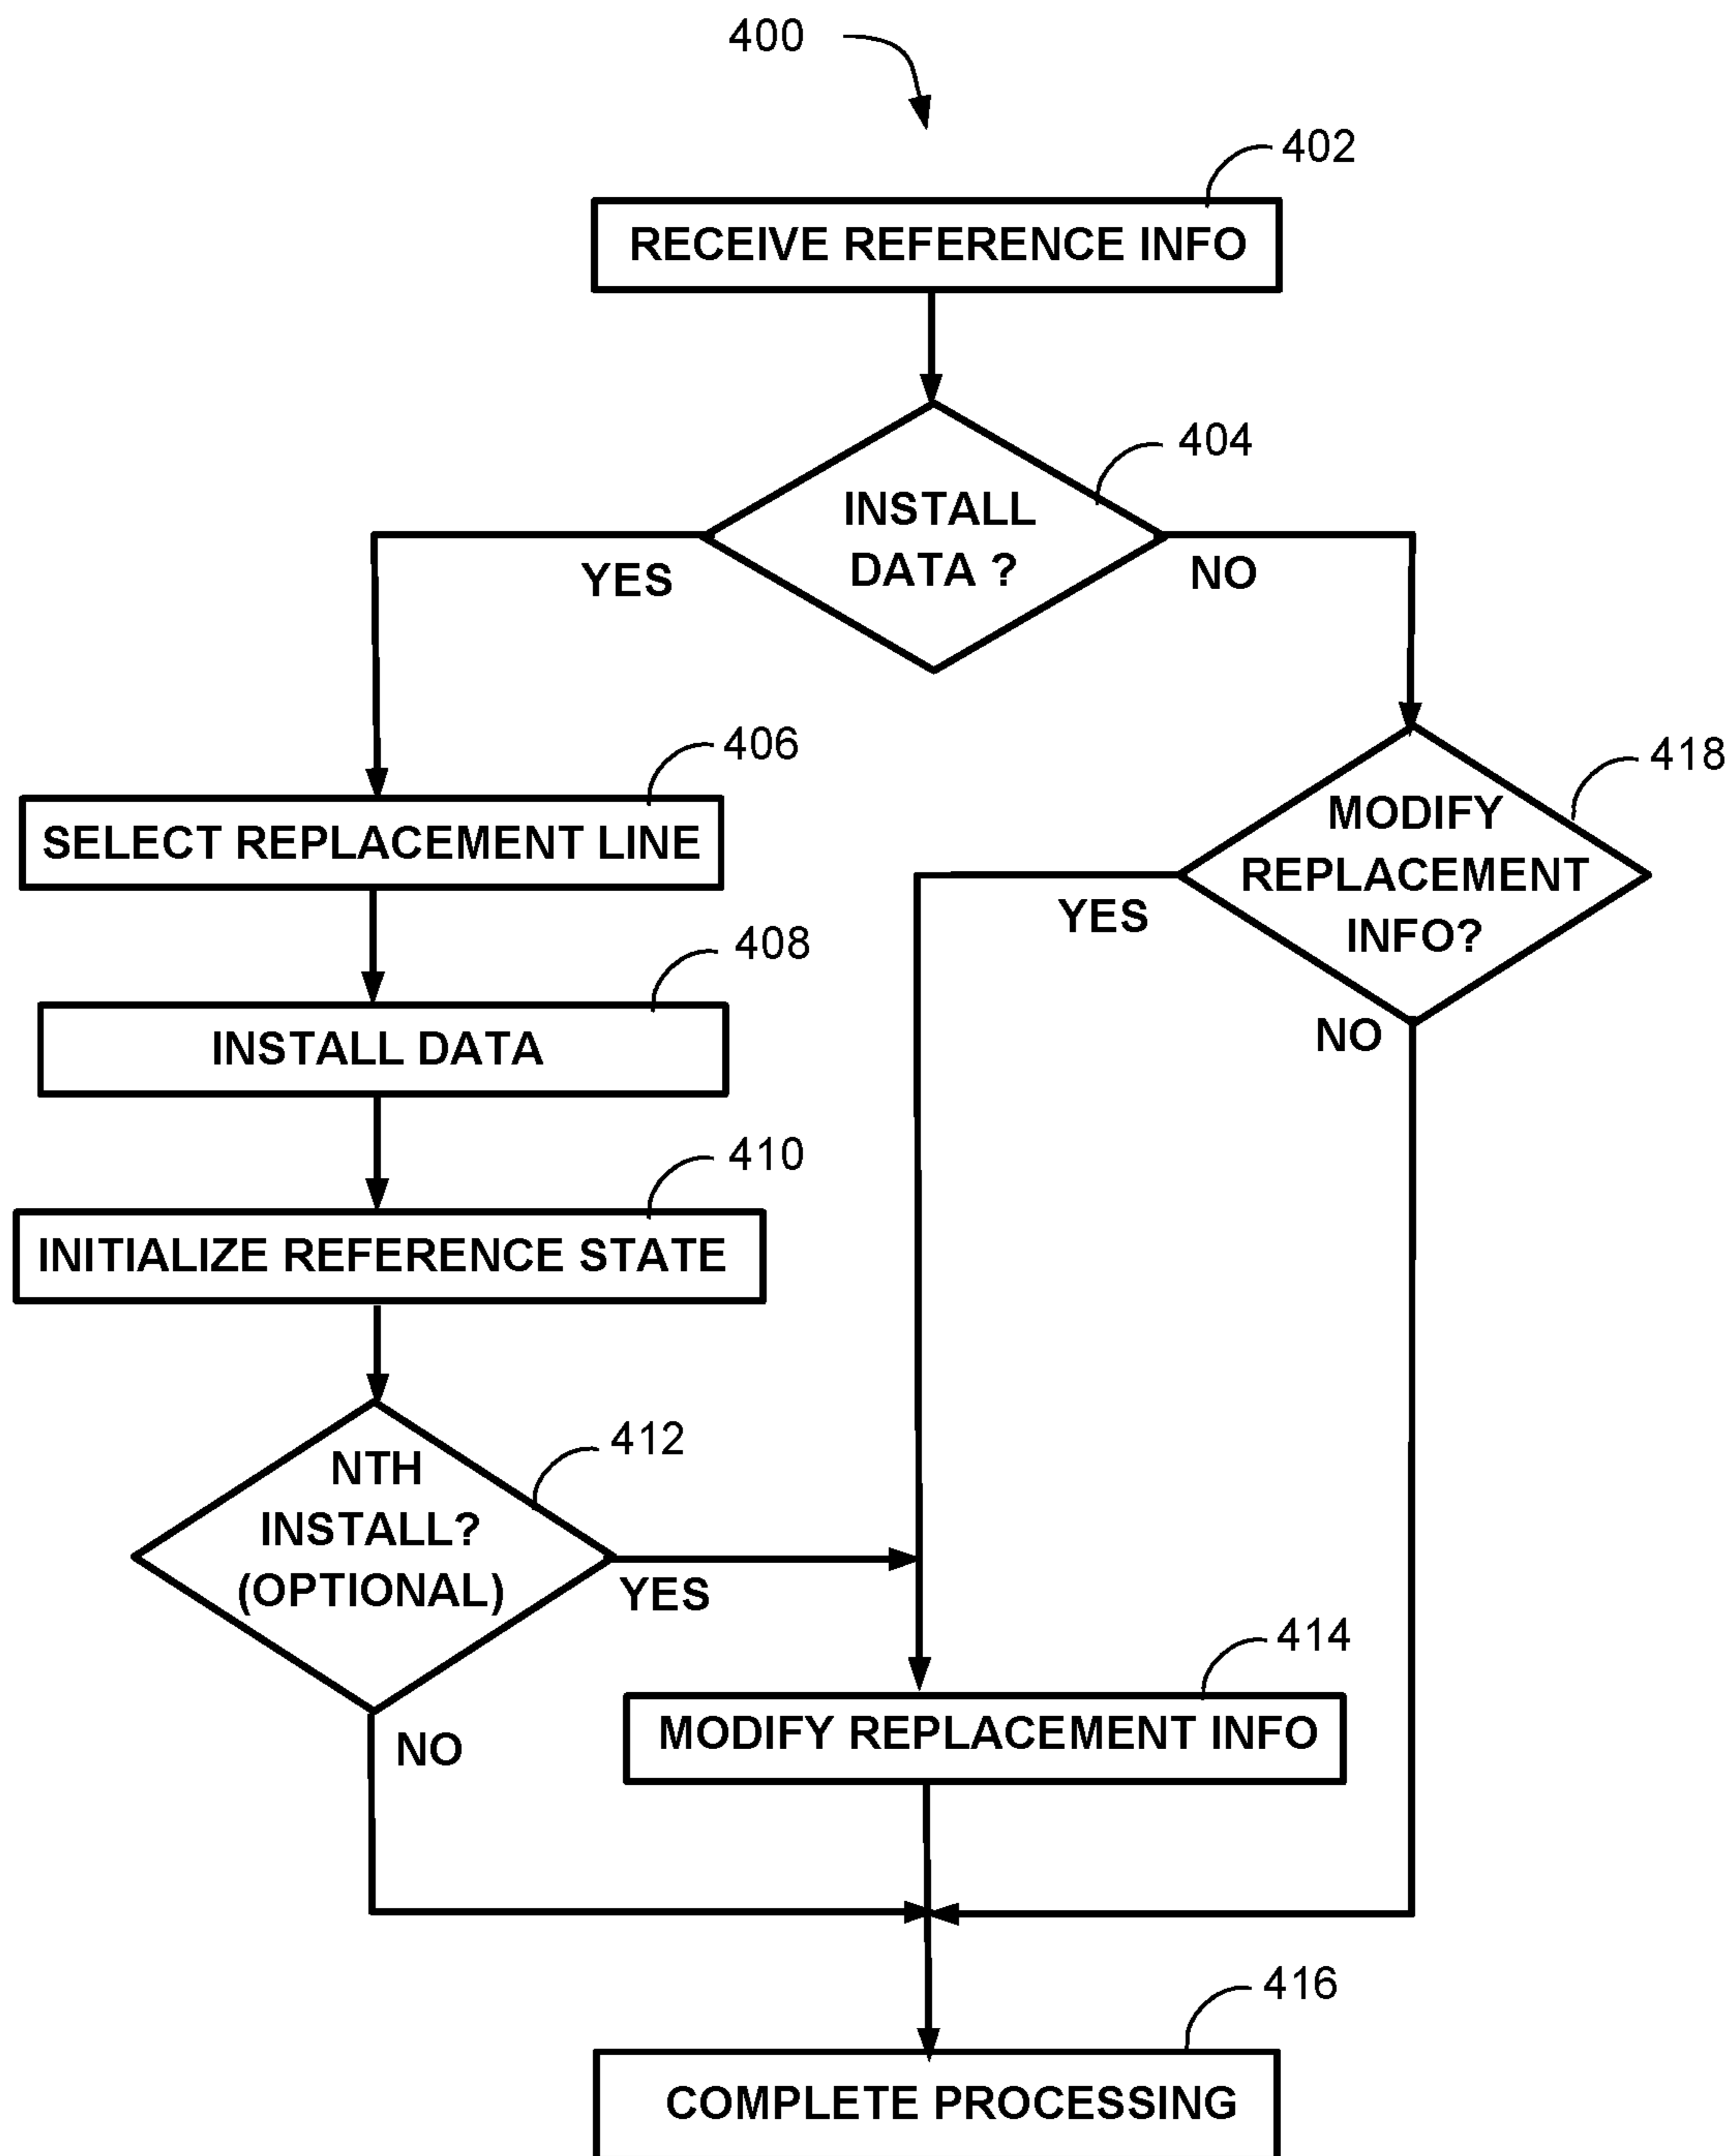 400
402
RECEIVE REFERENCE INFO
404
INSTALL
DATA ?
YES
NO
406
SELECT REPLACEMENT LINE
418
MODIFY
REPLACEMENT
INFO?
YES
NO
408
INSTALL DATA
410
INITIALIZE REFERENCE STATE
412
NTH
INSTALL?
(OPTIONAL)
YES
NO
414
MODIFY REPLACEMENT INFO
416
COMPLETE PROCESSING